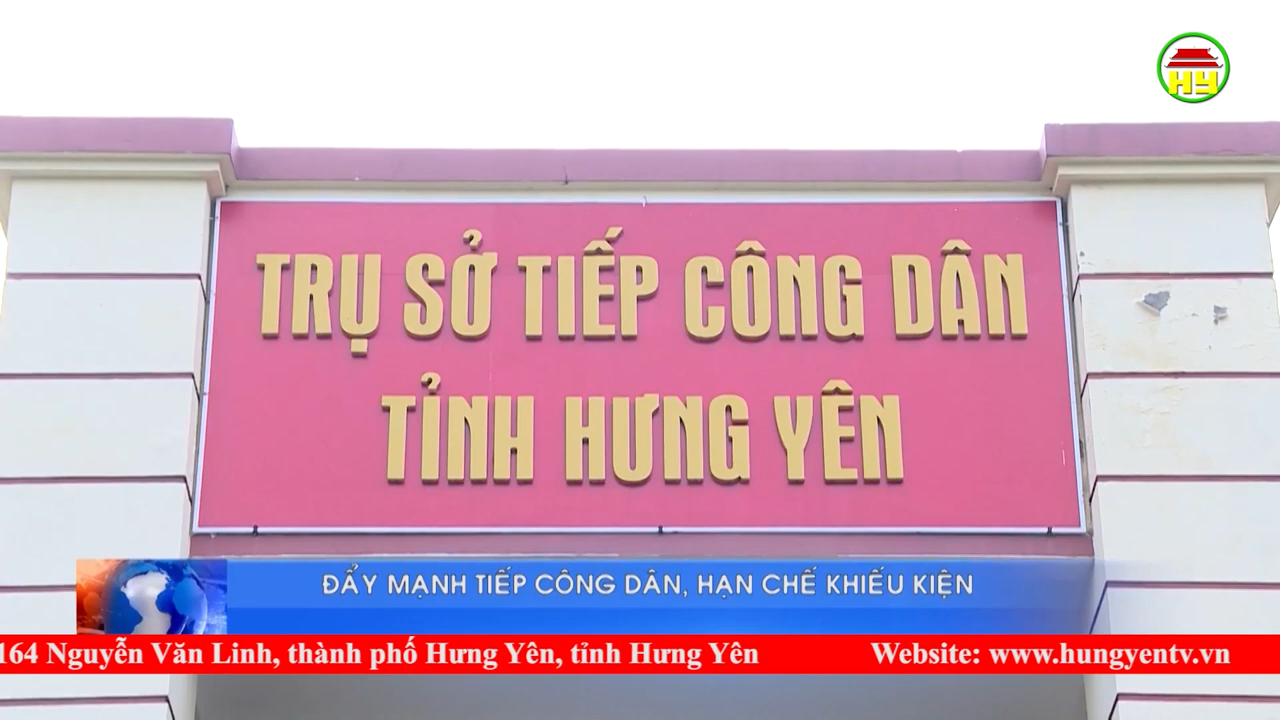 HY
TRỤ SỞ TIẾP CÔNG DÂN
TỈNH HƯNG YÊN
ĐẨY MẠNH TIẾP CÔNG DÂN, HẠN CHẾ KHIẾU KIỆN
164 Nguyễn Văn Linh, thành phố Hưng Yên, tỉnh Hưng Yên Website: www.hungyentv.vn